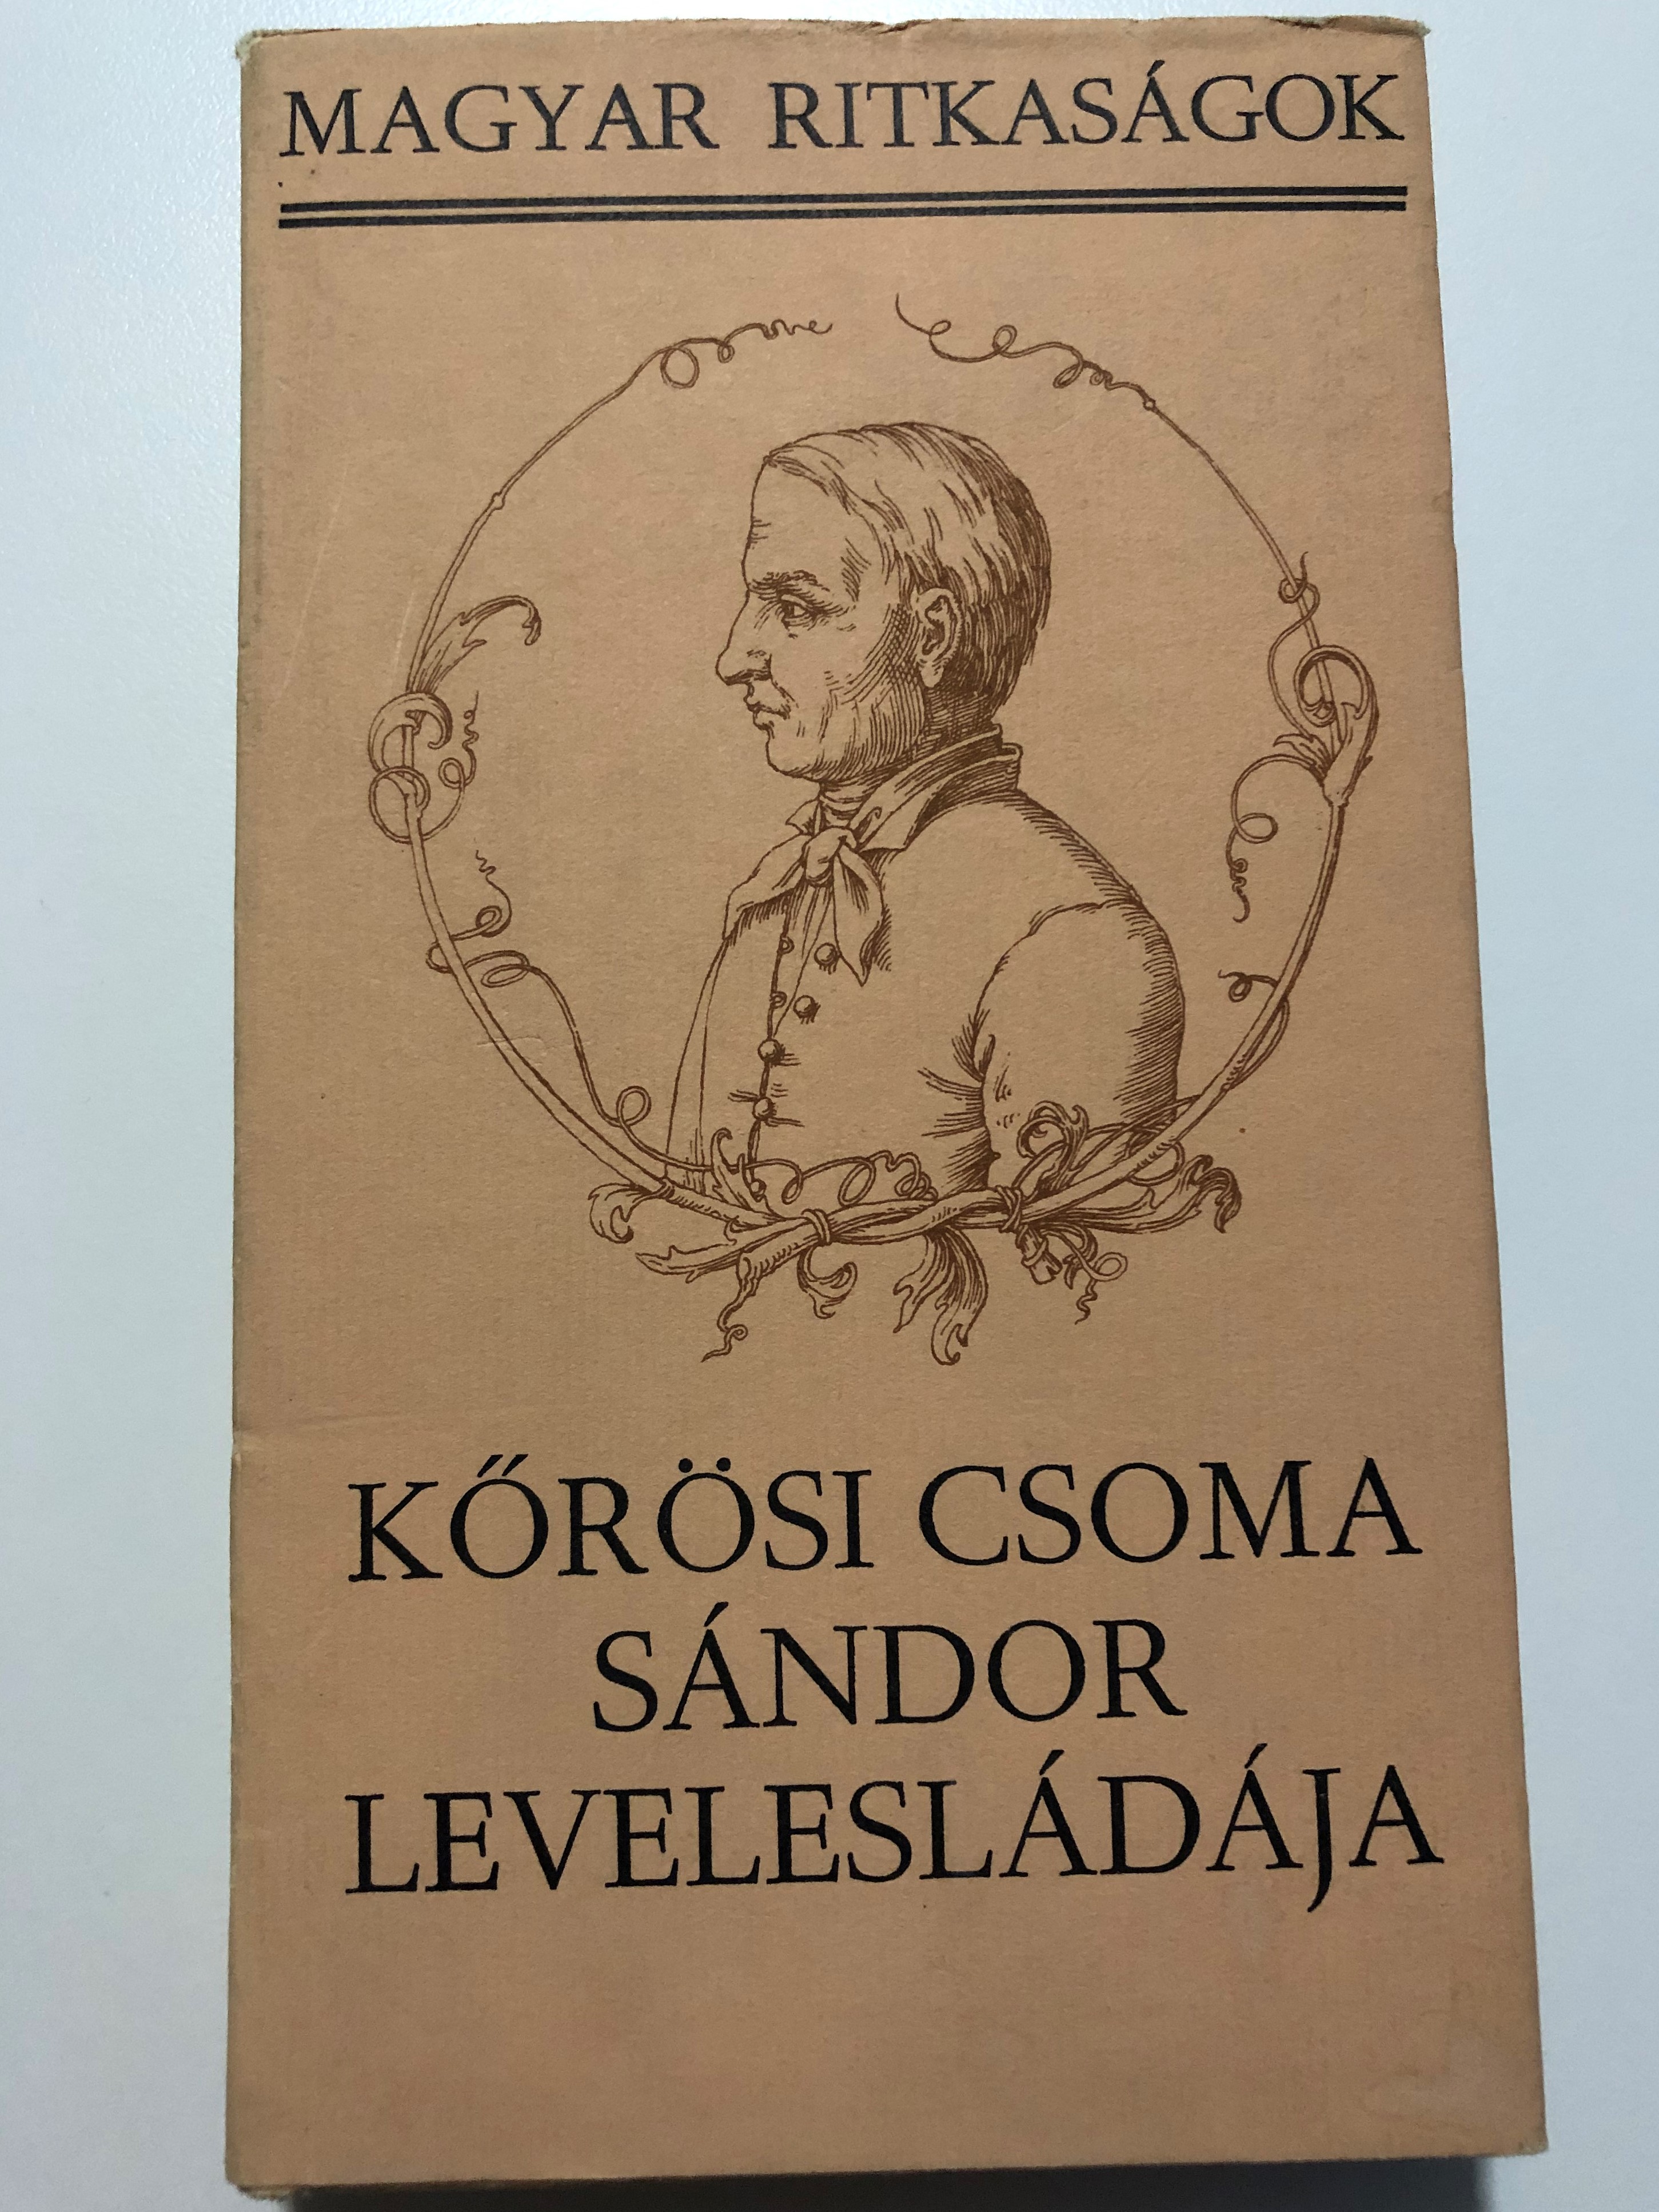 MAGYAR RITKASÁGOK
KŐRÖSI CSOMA
SÁNDOR
LEVELESLÁDÁJA